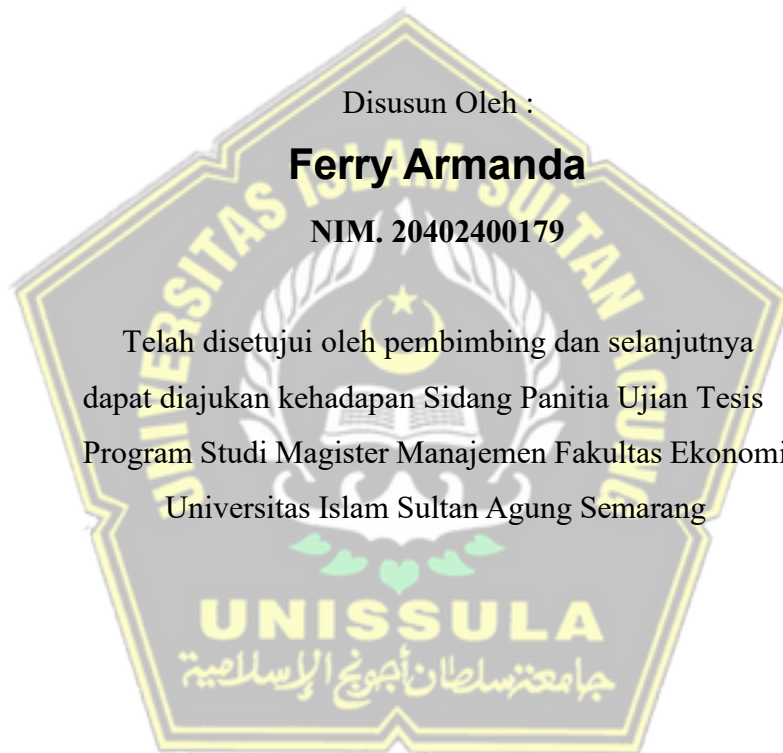 Disusun Oleh :
Ferry Armanda
NIM. 20402400179
UNIVERSITAS ISLAM SULTAN AGUNG
Telah disetujui oleh pembimbing dan selanjutnya
dapat diajukan kehadapan Sidang Panitia Ujian Tesis
Program Studi Magister Manajemen Fakultas Ekonomi
Universitas Islam Sultan Agung Semarang
UNISSULA
جامعة سلطان أجونج الإسلامية